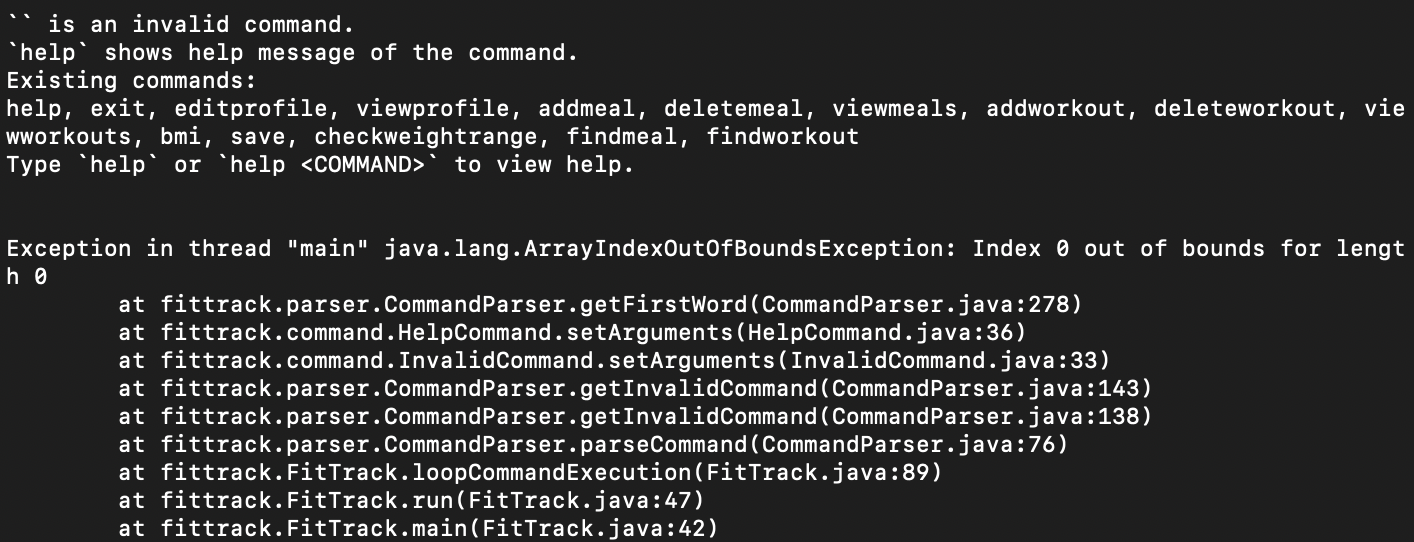 `` is an invalid command.
`help` shows help message of the command.
Existing commands:
help, exit, editprofile, viewprofile, addmeal, deletemeal, viewmeals, addworkout, deleteworkout, vie
wworkouts, bmi, save, checkweightrange, findmeal, findworkout
Type `help` or `help <COMMAND>` to view help.
Exception in thread "main" java.lang.ArrayIndexOutOfBoundsException: Index 0 out of bounds for lengt
h 0
at fittrack.parser.CommandParser.getFirstWord(CommandParser.java:278)
at fittrack.command.HelpCommand.setArguments(HelpCommand.java:36)
at fittrack.command.InvalidCommand.setArguments(InvalidCommand.java:33)
at fittrack.parser.CommandParser.getInvalidCommand(CommandParser.java:143)
at fittrack.parser.CommandParser.getInvalidCommand(CommandParser.java:138)
at fittrack.parser.CommandParser.parseCommand(CommandParser.java:76)
at fittrack.FitTrack.loopCommandExecution(FitTrack.java:89)
at fittrack.FitTrack.run(FitTrack.java:47)
at fittrack.FitTrack.main(FitTrack.java:42)